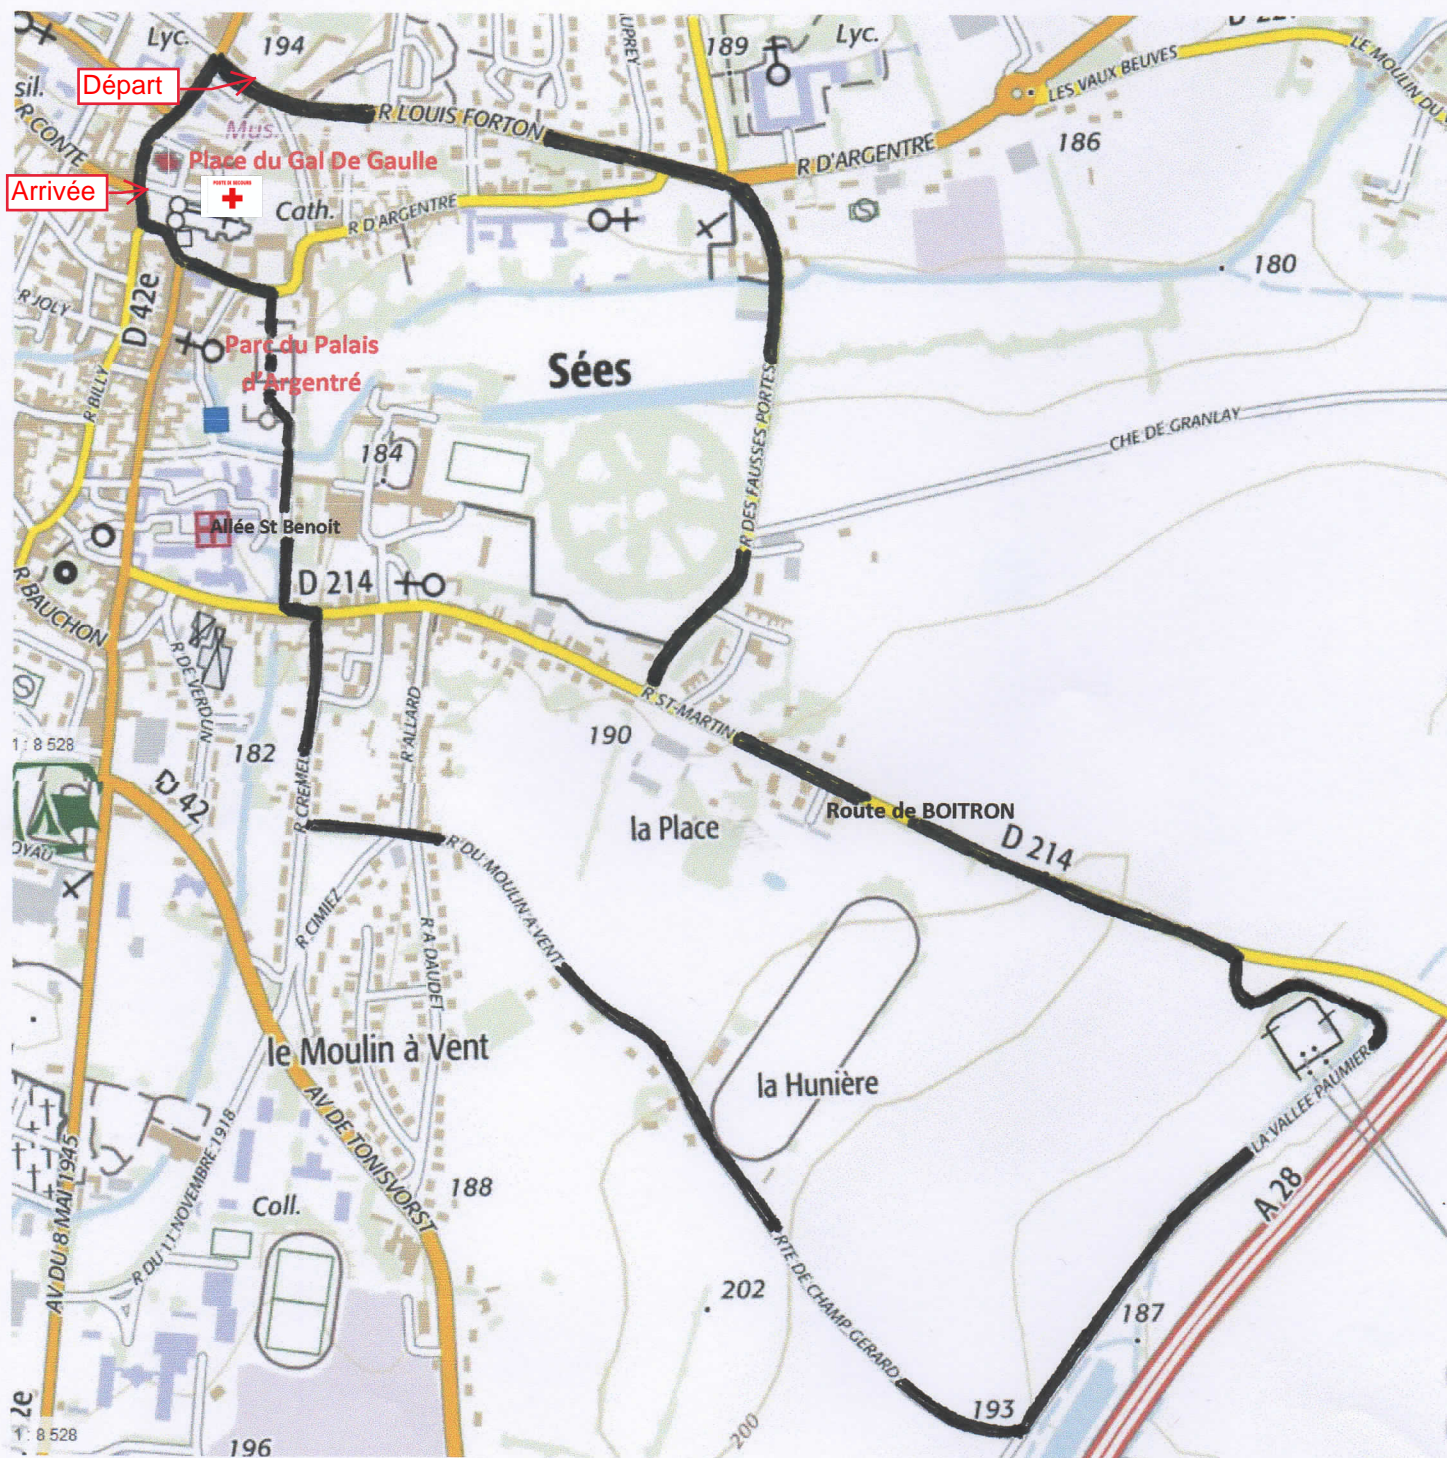 Lyc.
194
189
Lyc.
Départ
sil.
LES VAUX BEUVES
R CONTE
R LOUIS FORTON
Mus.
186
Place du Gal De Gaulle
R D'ARGENTRE
Arrivée
POSTE DE SECOURS
Cath.
R D'ARGENTRE
180
R JOLY
D 42e
Parc du Palais
d'Argentré
Sées
R BILLY
R DES FAUSSES PORTES
CHE DE GRANLAY
184
Allée St Benoit
D 214
R BAUCHON
R DE VERDUN
R ALLARD
R ST-MARTIN
190
182
1 : 8 528
D 42
R CREMEL
la Place
Route de BOITRON
D 214
OYAU
R DU MOULIN A VENT
R CIMIEZ
R A DAUDET
le Moulin à Vent
la Hunière
LA VALLEE PAUMIER
AV DE TONISVORST
AV DU 8 MAI 1945
R DU 11 NOVEMBRE 1918
188
Coll.
A 28
RTE DE CHAMP GERARD
202
187
193
200
2e
1 : 8 528
196